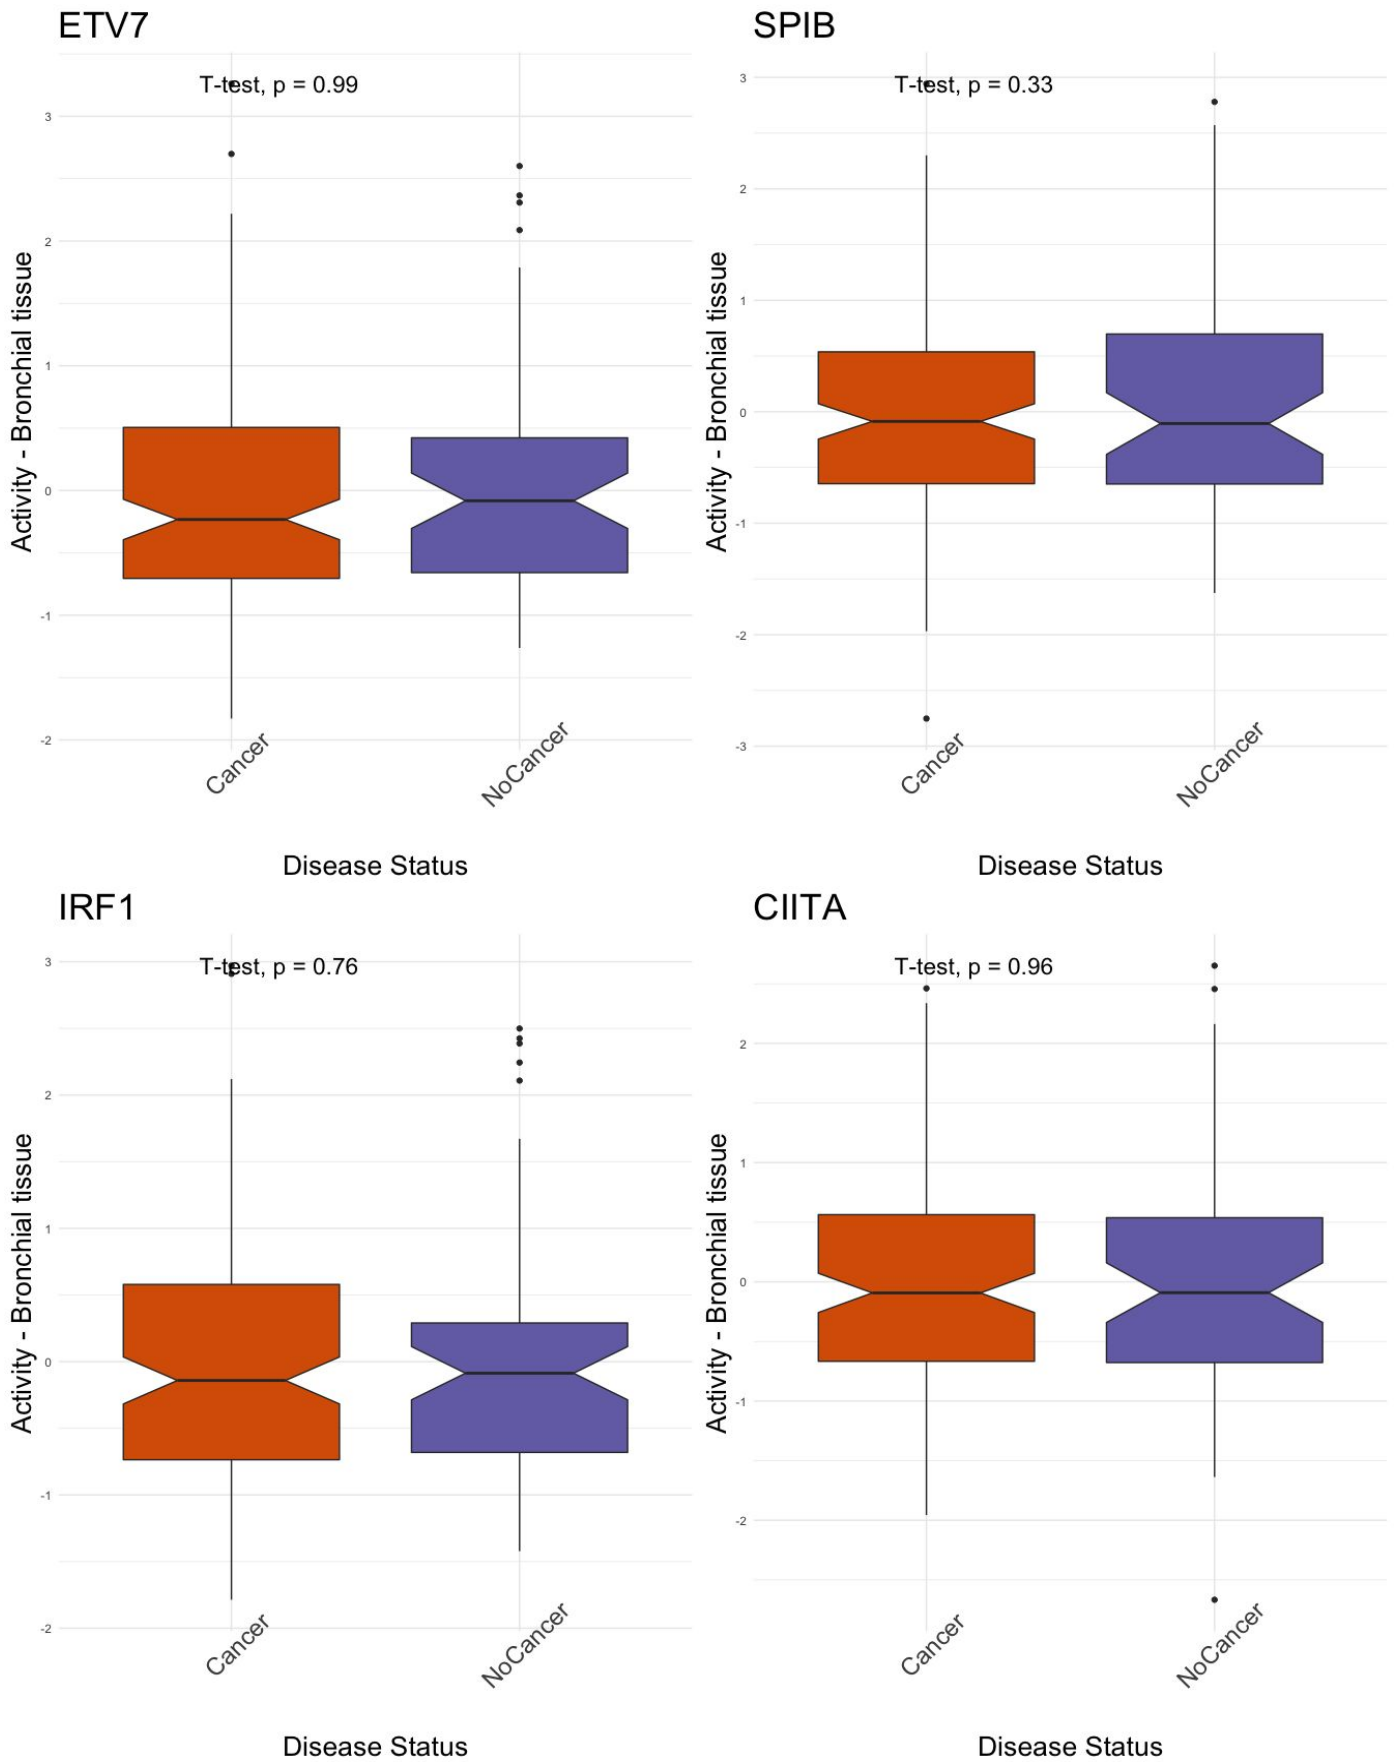 ETV7
T-test, p = 0.99
3
2
1
0
-1
-2
Activity - Bronchial tissue
Cancer
NoCancer
Disease Status
SPIB
T-test, p = 0.33
3
2
1
0
-1
-2
-3
Activity - Bronchial tissue
Cancer
NoCancer
Disease Status
IRF1
T-test, p = 0.76
3
2
1
0
-1
-2
Activity - Bronchial tissue
Cancer
NoCancer
Disease Status
CIITA
T-test, p = 0.96
2
1
0
-1
-2
Activity - Bronchial tissue
Cancer
NoCancer
Disease Status